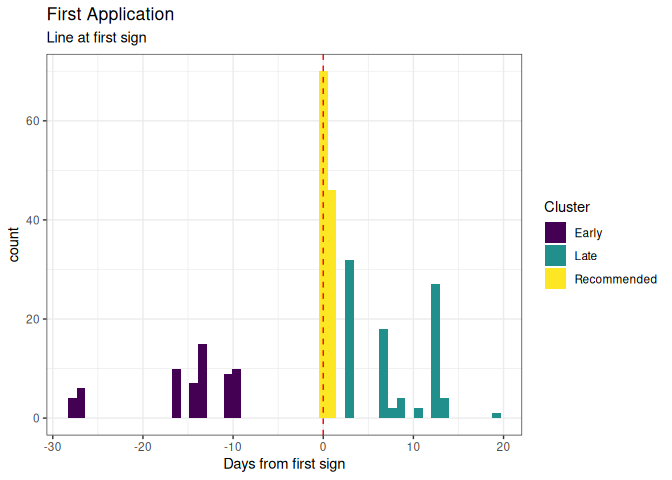 First Application
Line at first sign
60
40
20
0
count
-30 -20 -10 0 10 20
Days from first sign
Cluster
Early
Late
Recommended